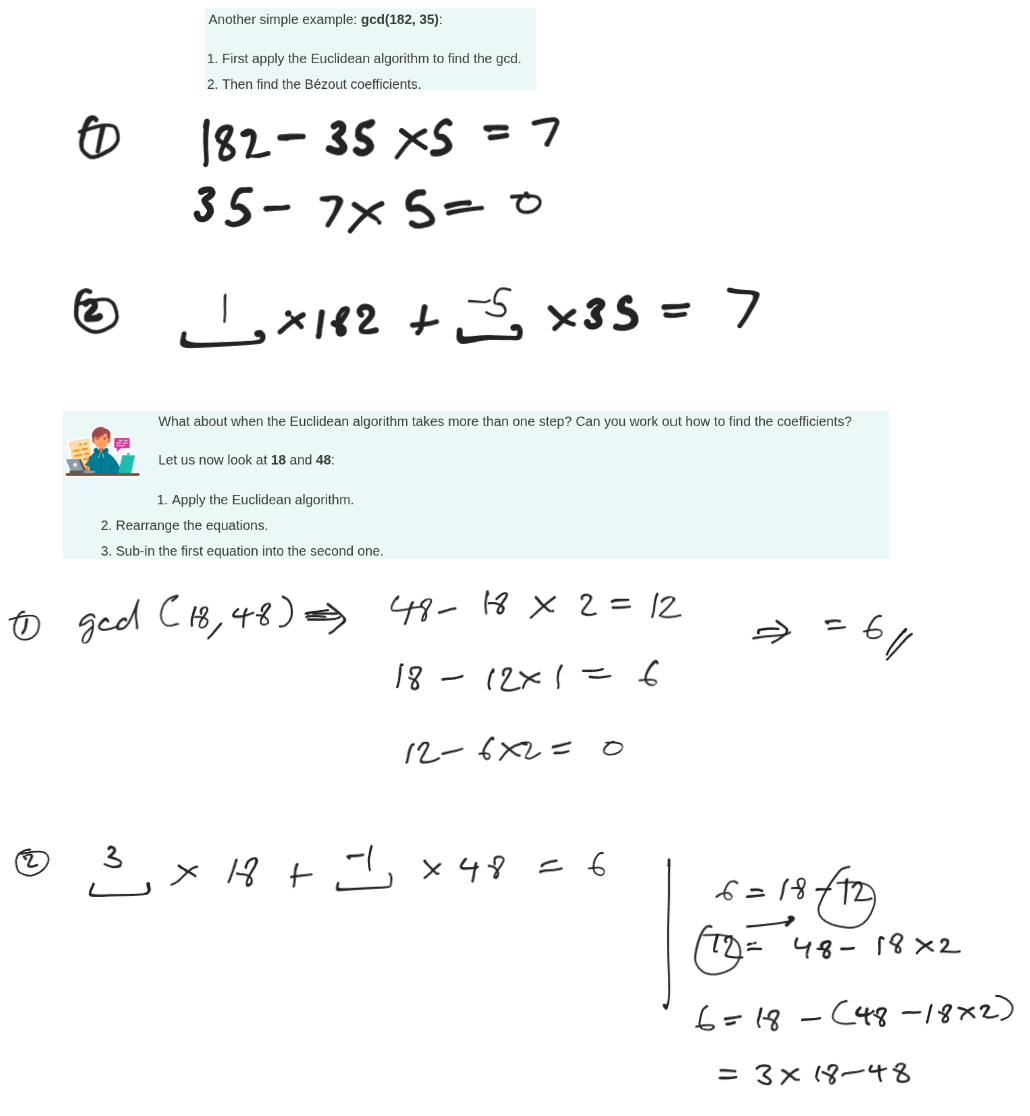 Another simple example: gcd(182, 35):
1. First apply the Euclidean algorithm to find the gcd.
2. Then find the Bézout coefficients.
① 182 - 35 × 5 = 7
35 - 7 × 5 = 0
② 1 × 182 + -5 × 35 = 7
What about when the Euclidean algorithm takes more than one step? Can you work out how to find the coefficients?
Let us now look at 18 and 48:
1. Apply the Euclidean algorithm.
2. Rearrange the equations.
3. Sub-in the first equation into the second one.
① gcd (18, 48) ⇒ 48 - 18 × 2 = 12 ⇒ = 6 //
18 - 12 × 1 = 6
12 - 6 × 2 = 0
② 3 × 18 + -1 × 48 = 6
6 = 18 - 12
12 = 48 - 18 × 2
6 = 18 - (48 - 18 × 2)
= 3 × 18 - 48